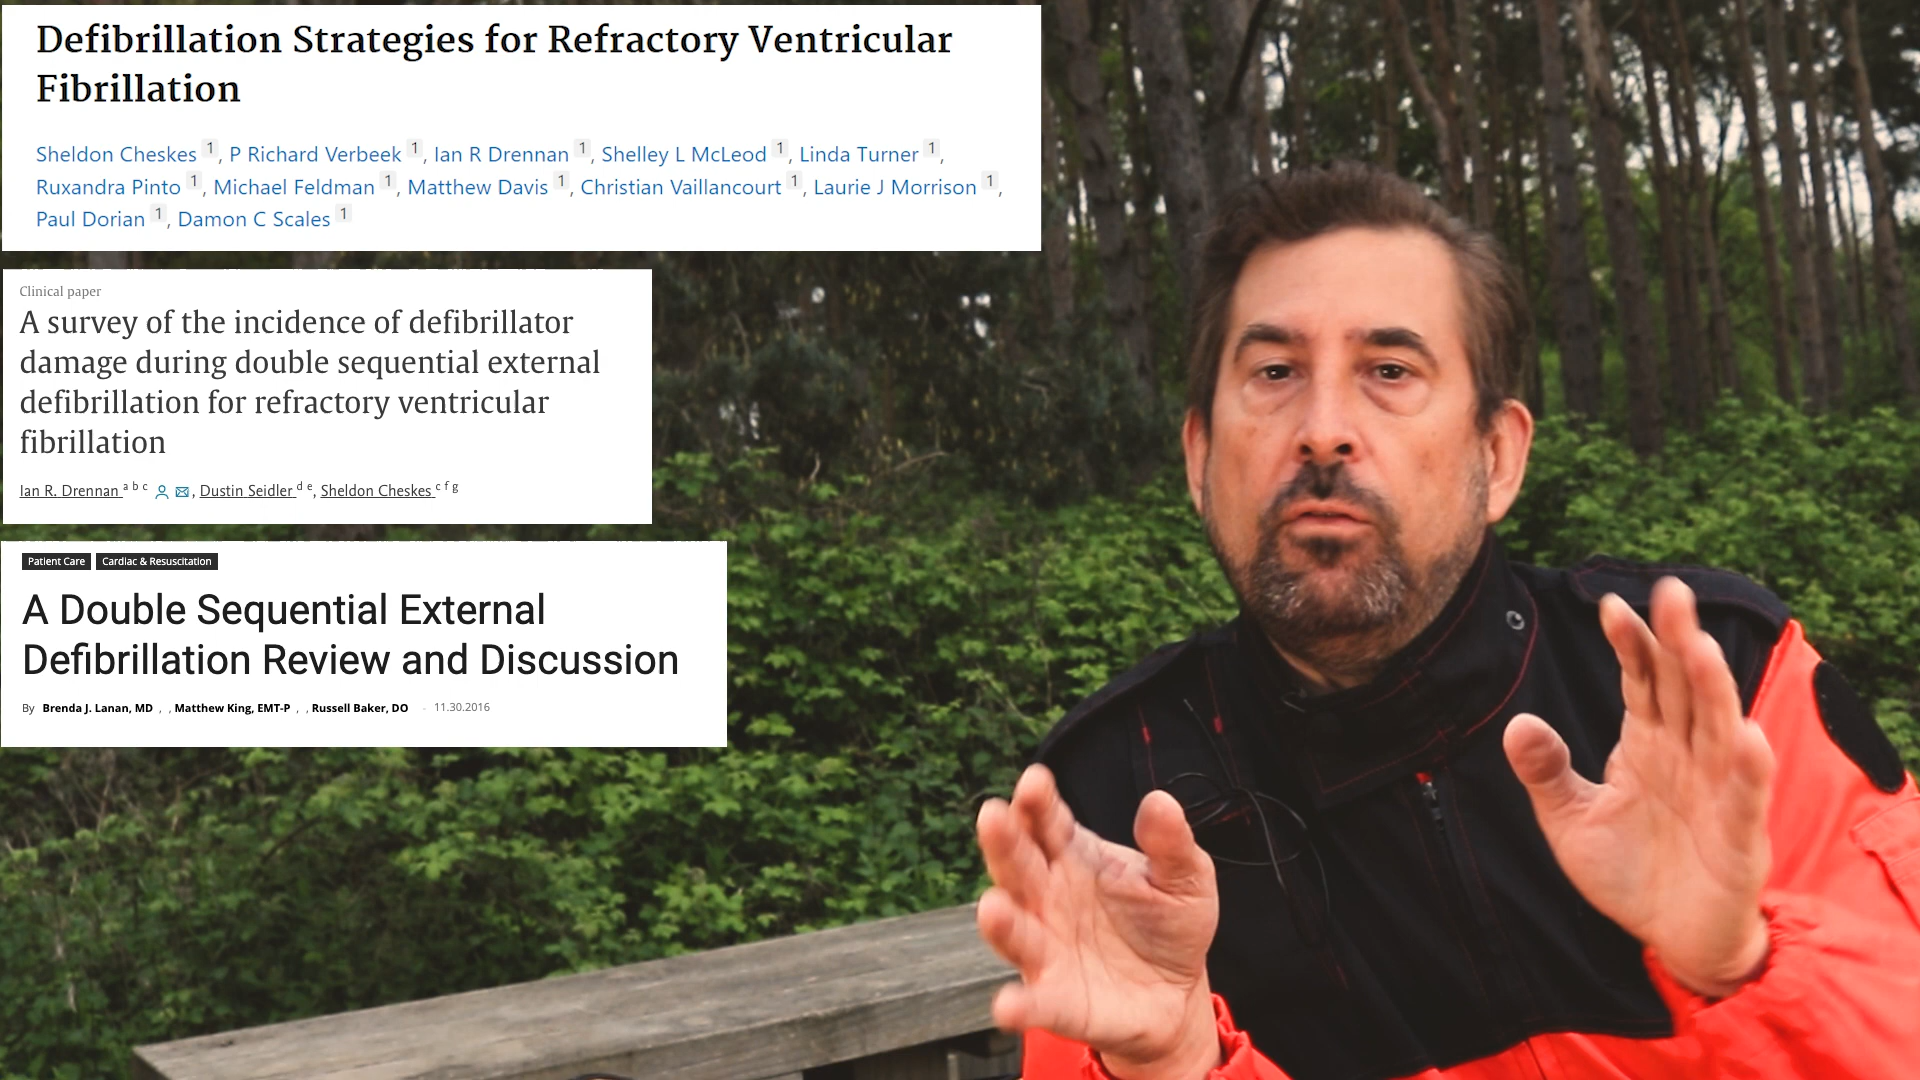 Defibrillation Strategies for Refractory Ventricular
Fibrillation
Sheldon Cheskes 1, P Richard Verbeek 1, Ian R Drennan 1, Shelley L McLeod 1, Linda Turner 1,
Ruxandra Pinto 1, Michael Feldman 1, Matthew Davis 1, Christian Vaillancourt 1, Laurie J Morrison 1,
Paul Dorian 1, Damon C Scales 1
Clinical paper
A survey of the incidence of defibrillator
damage during double sequential external
defibrillation for refractory ventricular
fibrillation
Ian R. Drennan a b c, Dustin Seidler d e, Sheldon Cheskes c f g
Patient Care Cardiac & Resuscitation
A Double Sequential External
Defibrillation Review and Discussion
By Brenda J. Lanan, MD , , Matthew King, EMT-P , , Russell Baker, DO - 11.30.2016